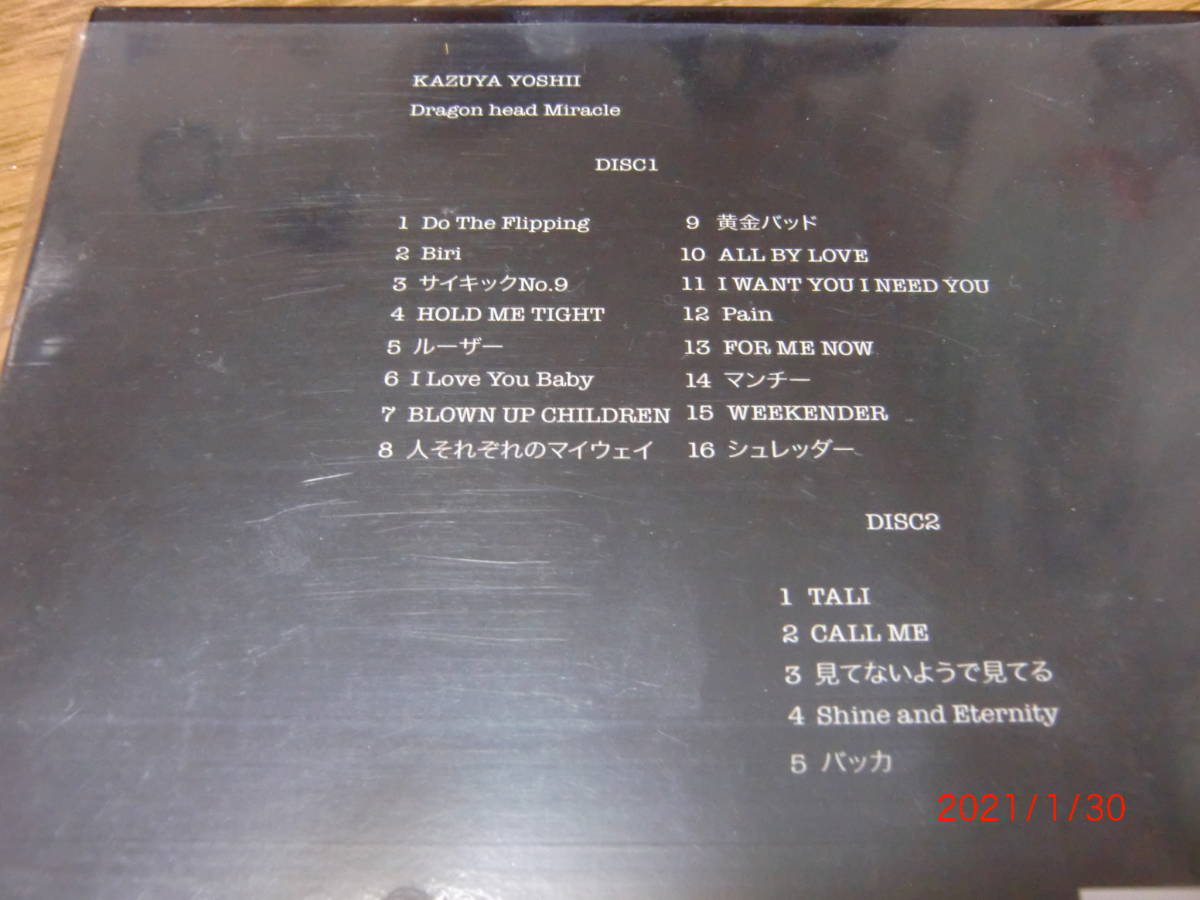 KAZUYA YOSHII
Dragon head Miracle
DISC1
1 Do The Flipping
2 Biri
3 サイキックNo.9
4 HOLD ME TIGHT
5 ルーザー
6 I Love You Baby
7 BLOWN UP CHILDREN
8 人それぞれのマイウェイ
9 黄金バッド
10 ALL BY LOVE
11 I WANT YOU I NEED YOU
12 Pain
13 FOR ME NOW
14 マンチー
15 WEEKENDER
16 シュレッダー
DISC2
1 TALI
2 CALL ME
3 見てないようで見てる
4 Shine and Eternity
5 バッカ
2021/1/30